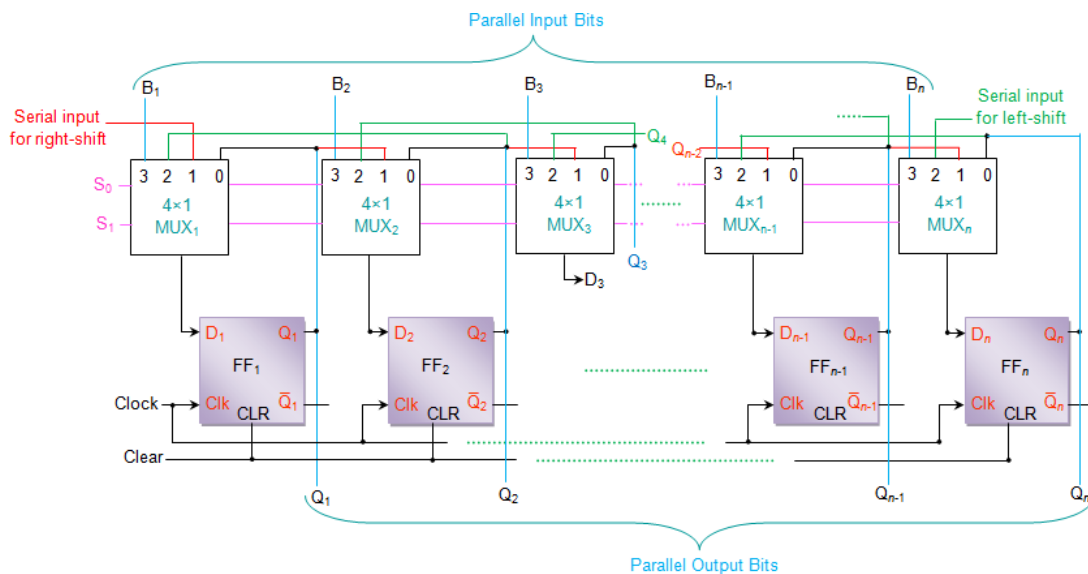 Parallel Input Bits
B₁ B₂ B₃ Bₙ₋₁ Bₙ
Serial input
for right-shift
Serial input
for left-shift
Q₄ Qₙ₋₂
3 2 1 0 3 2 1 0 3 2 1 0 3 2 1 0 3 2 1 0
S₀
4×1 4×1 4×1 4×1 4×1
S₁ MUX₁ MUX₂ MUX₃ MUXₙ₋₁ MUXₙ
Q₃
D₃
D₁ Q₁ D₂ Q₂ Dₙ₋₁ Qₙ₋₁ Dₙ Qₙ
FF₁ FF₂ FFₙ₋₁ FFₙ
Clock Clk Q̅₁ Clk Q̅₂ Clk Q̅ₙ₋₁ Clk Q̅ₙ
CLR CLR CLR CLR
Clear
Q₁ Q₂ Qₙ₋₁ Qₙ
Parallel Output Bits